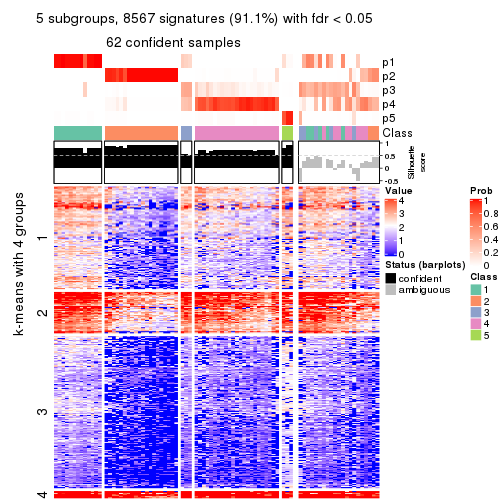 5 subgroups, 8567 signatures (91.1%) with fdr < 0.05
62 confident samples
p1
p2
p3
p4
p5
Class
1
0.5
0
-0.5
Silhouette
score
k-means with 4 groups
1
2
3
4
Value
4
3
2
1
0
Status (barplots)
confident
ambiguous
Prob
1
0.8
0.6
0.4
0.2
0
Class
1
2
3
4
5